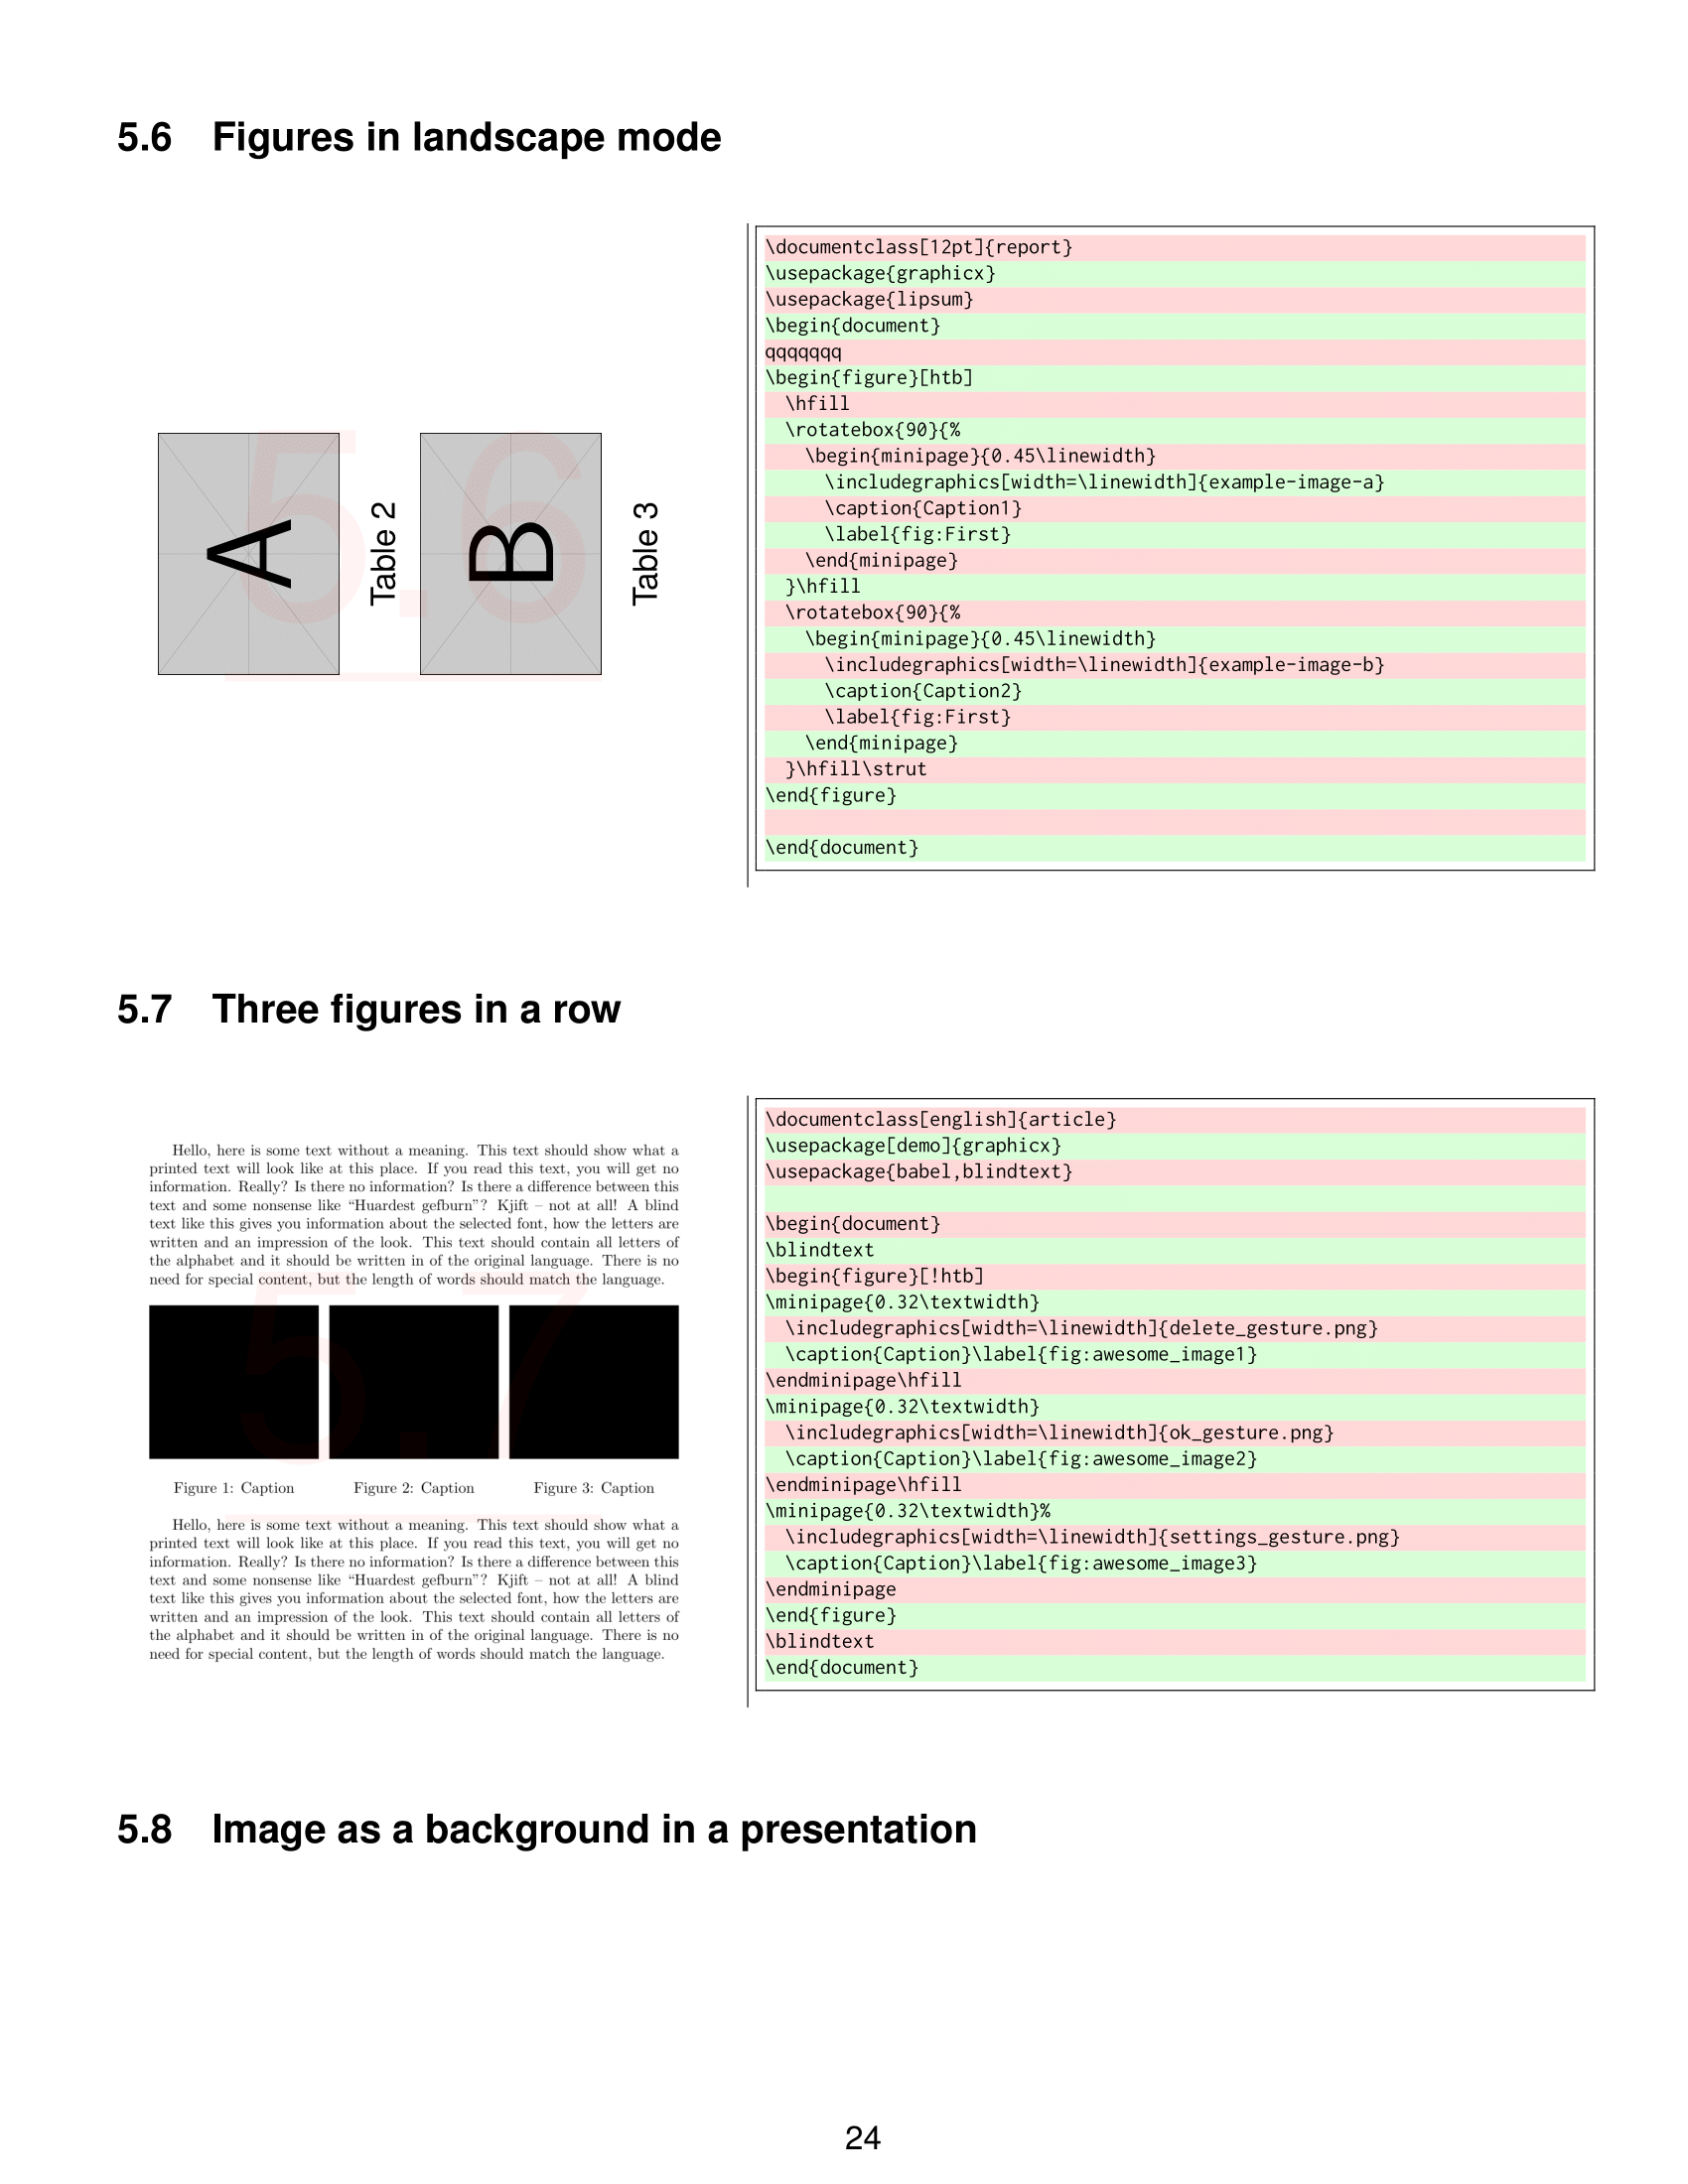 5.6 Figures in landscape mode
A
Table 2
B
Table 3
5.6
\documentclass[12pt]{report}
\usepackage{graphicx}
\usepackage{lipsum}
\begin{document}
qqqqqqq
\begin{figure}[htb]
  \hfill
  \rotatebox{90}{%
    \begin{minipage}{0.45\linewidth}
      \includegraphics[width=\linewidth]{example-image-a}
      \caption{Caption1}
      \label{fig:First}
    \end{minipage}
  }\hfill
  \rotatebox{90}{%
    \begin{minipage}{0.45\linewidth}
      \includegraphics[width=\linewidth]{example-image-b}
      \caption{Caption2}
      \label{fig:First}
    \end{minipage}
  }\hfill\strut
\end{figure}
\end{document}
5.7 Three figures in a row
Hello, here is some text without a meaning. This text should show what a
printed text will look like at this place. If you read this text, you will get no
information. Really? Is there no information? Is there a difference between this
text and some nonsense like “Huardest gefburn”? Kjift – not at all! A blind
text like this gives you information about the selected font, how the letters are
written and an impression of the look. This text should contain all letters of
the alphabet and it should be written in of the original language. There is no
need for special content, but the length of words should match the language.
5.7
Figure 1: Caption
Figure 2: Caption
Figure 3: Caption
Hello, here is some text without a meaning. This text should show what a
printed text will look like at this place. If you read this text, you will get no
information. Really? Is there no information? Is there a difference between this
text and some nonsense like “Huardest gefburn”? Kjift – not at all! A blind
text like this gives you information about the selected font, how the letters are
written and an impression of the look. This text should contain all letters of
the alphabet and it should be written in of the original language. There is no
need for special content, but the length of words should match the language.
\documentclass[english]{article}
\usepackage[demo]{graphicx}
\usepackage{babel,blindtext}
\begin{document}
\blindtext
\begin{figure}[!htb]
\minipage{0.32\textwidth}
  \includegraphics[width=\linewidth]{delete_gesture.png}
  \caption{Caption}\label{fig:awesome_image1}
\endminipage\hfill
\minipage{0.32\textwidth}
  \includegraphics[width=\linewidth]{ok_gesture.png}
  \caption{Caption}\label{fig:awesome_image2}
\endminipage\hfill
\minipage{0.32\textwidth}%
  \includegraphics[width=\linewidth]{settings_gesture.png}
  \caption{Caption}\label{fig:awesome_image3}
\endminipage
\end{figure}
\blindtext
\end{document}
5.8 Image as a background in a presentation
24